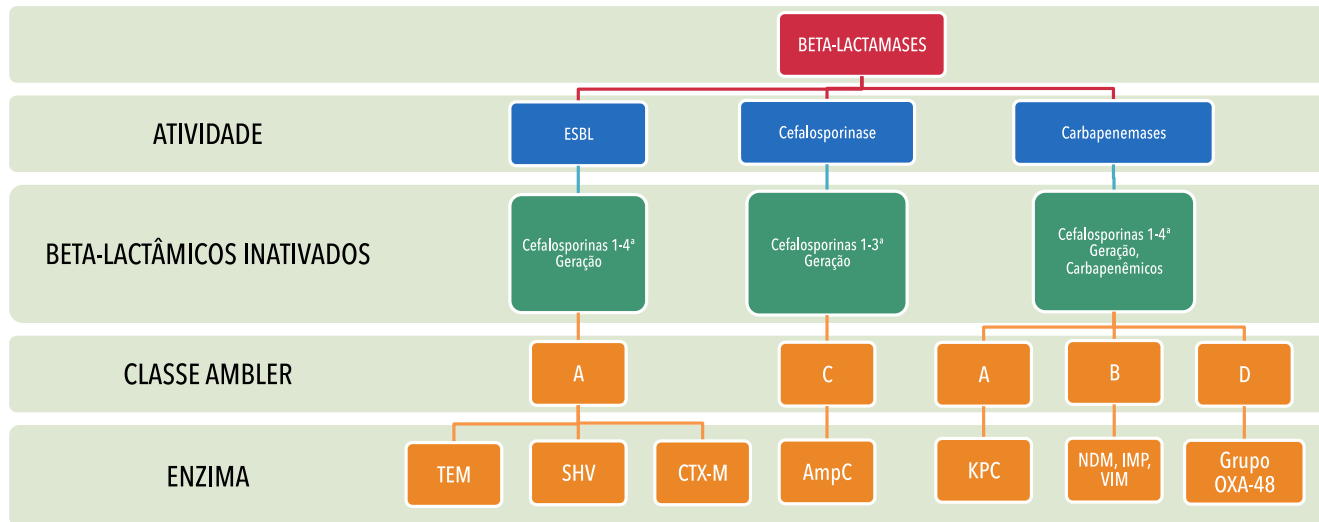 BETA-LACTAMASES
ATIVIDADE
ESBL
Cefalosporinase
Carbapenemases
BETA-LACTÂMICOS INATIVADOS
Cefalosporinas 1-4ª
Geração
Cefalosporinas 1-3ª
Geração
Cefalosporinas 1-4ª
Geração,
Carbapenêmicos
CLASSE AMBLER
A
C
A
B
D
ENZIMA
TEM
SHV
CTX-M
AmpC
KPC
NDM, IMP,
VIM
Grupo
OXA-48